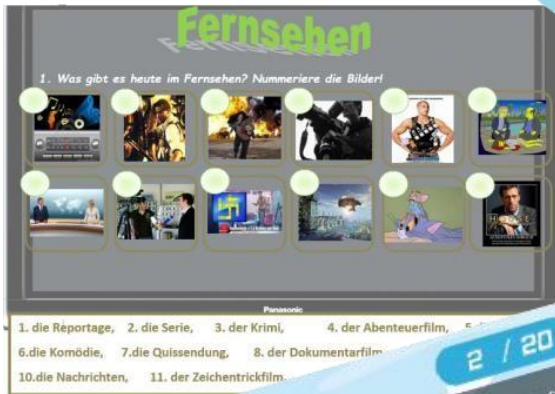 Fernsehen
1. Was gibt es heute im Fernsehen? Nummeriere die Bilder!
Panasonic
1. die Reportage, 2. die Serie, 3. der Krimi, 4. der Abenteuerfilm, 5.
6.die Komödie, 7.die Quissendung, 8. der Dokumentarfilm
10.die Nachrichten, 11. der Zeichentrickfilm
2 / 20